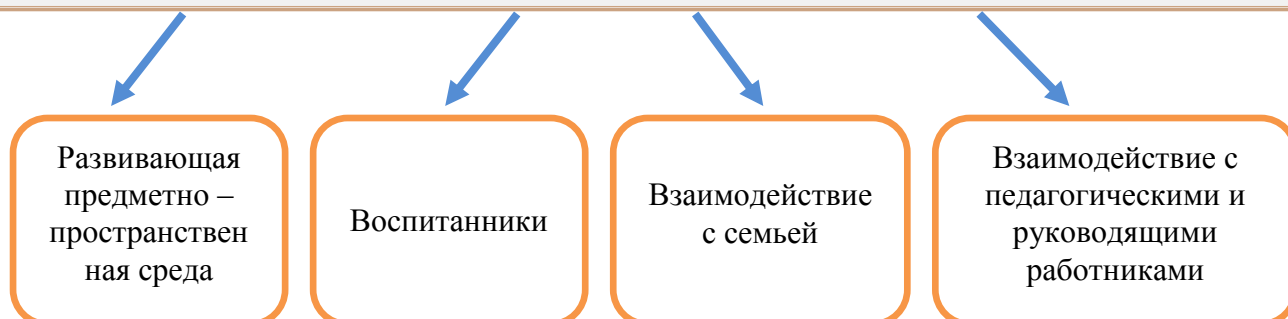 Развивающая
предметно –
пространствен
ная среда
Воспитанники
Взаимодействие
с семьей
Взаимодействие с
педагогическими и
руководящими
работниками